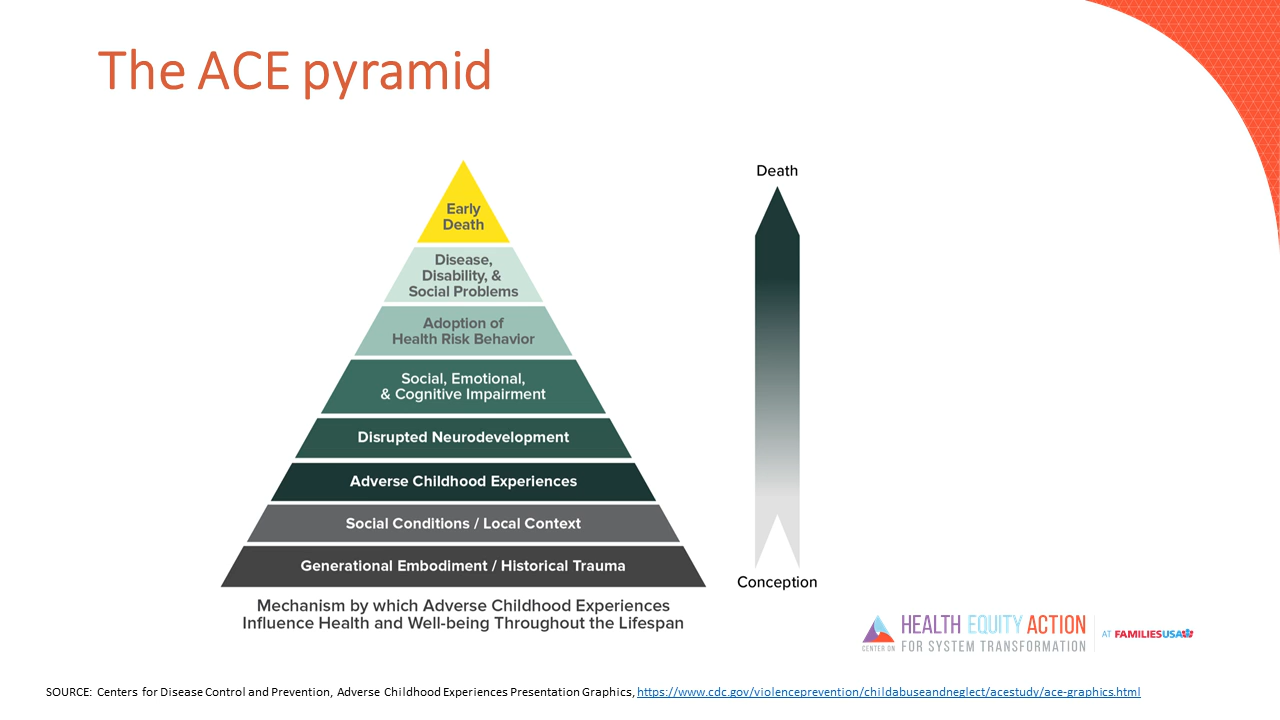 The ACE pyramid
Death
Early
Death
Disease,
Disability, &
Social Problems
Adoption of
Health Risk Behavior
Social, Emotional,
& Cognitive Impairment
Disrupted Neurodevelopment
Adverse Childhood Experiences
Social Conditions / Local Context
Generational Embodiment / Historical Trauma
Conception
Mechanism by which Adverse Childhood Experiences
Influence Health and Well-being Throughout the Lifespan
HEALTH EQUITY ACTION
CENTER ON FOR SYSTEM TRANSFORMATION
AT FAMILIESUSA
SOURCE: Centers for Disease Control and Prevention, Adverse Childhood Experiences Presentation Graphics, https://www.cdc.gov/violenceprevention/childabuseandneglect/acestudy/ace-graphics.html